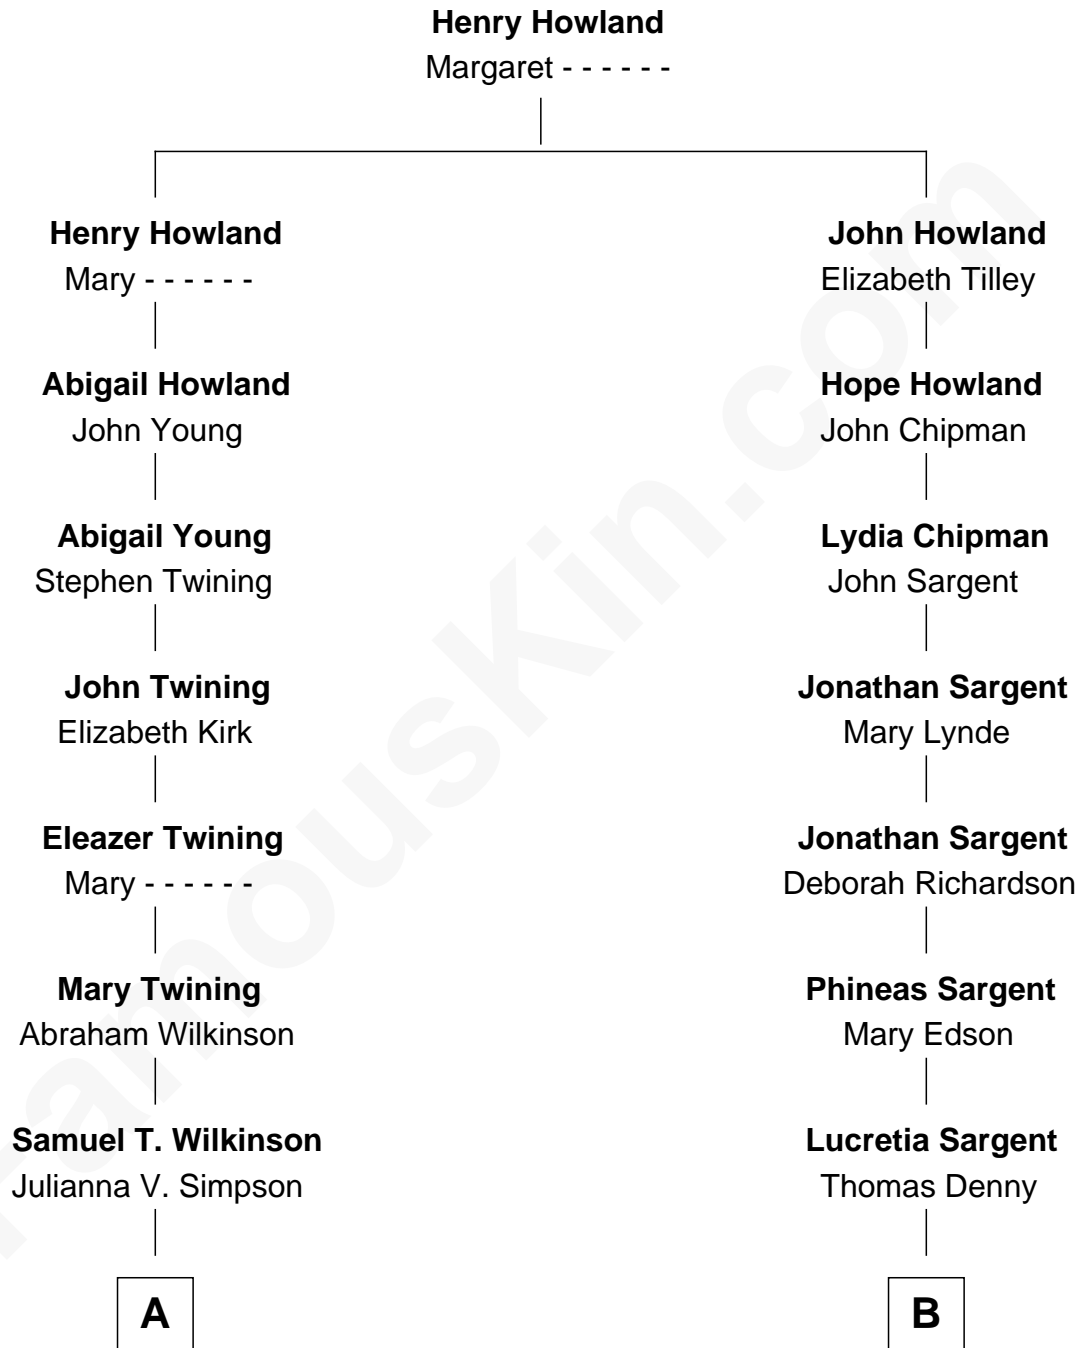 Henry Howland
Margaret - - - - - -
Henry Howland
Mary - - - - - -
John Howland
Elizabeth Tilley
Abigail Howland
John Young
Hope Howland
John Chipman
Abigail Young
Stephen Twining
Lydia Chipman
John Sargent
John Twining
Elizabeth Kirk
Jonathan Sargent
Mary Lynde
Eleazer Twining
Mary - - - - - -
Jonathan Sargent
Deborah Richardson
Mary Twining
Abraham Wilkinson
Phineas Sargent
Mary Edson
Samuel T. Wilkinson
Julianna V. Simpson
Lucretia Sargent
Thomas Denny
A
B
FamousKin.com